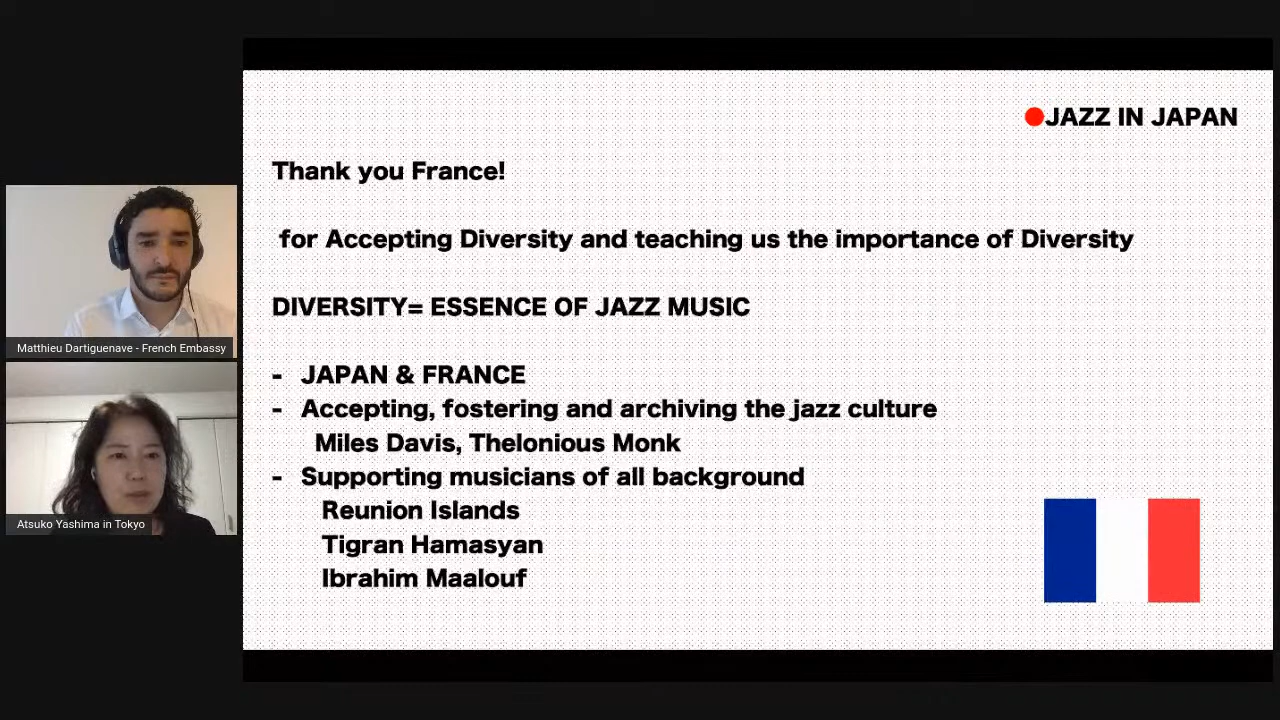 JAZZ IN JAPAN
Thank you France!
for Accepting Diversity and teaching us the importance of Diversity
DIVERSITY= ESSENCE OF JAZZ MUSIC
- JAPAN & FRANCE
- Accepting, fostering and archiving the jazz culture
Miles Davis, Thelonious Monk
- Supporting musicians of all background
Reunion Islands
Tigran Hamasyan
Ibrahim Maalouf
Matthieu Dartiguenave - French Embassy
Atsuko Yashima in Tokyo